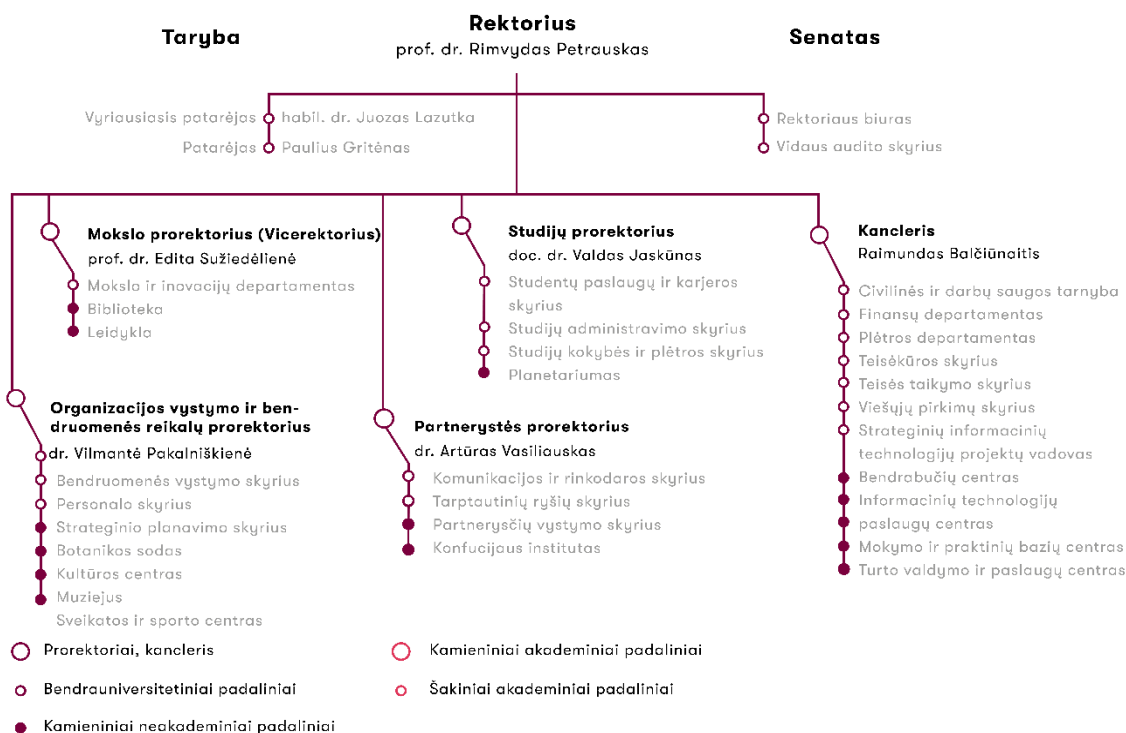 Taryba
Rektorius
prof. dr. Rimvydas Petrauskas
Senatas
Vyriausiasis patarėjas habil. dr. Juozas Lazutka
Patarėjas Paulius Gritėnas
Rektoriaus biuras
Vidaus audito skyrius
Mokslo prorektorius (Vicerektorius)
prof. dr. Edita Sužiedėlienė
Mokslo ir inovacijų departamentas
Biblioteka
Leidykla
Studijų prorektorius
doc. dr. Valdas Jaskūnas
Studentų paslaugų ir karjeros
skyrius
Studijų administravimo skyrius
Studijų kokybės ir plėtros skyrius
Planetariumas
Kancleris
Raimundas Balčiūnaitis
Civilinės ir darbų saugos tarnyba
Finansų departamentas
Plėtros departamentas
Teisėkūros skyrius
Teisės taikymo skyrius
Viešųjų pirkimų skyrius
Strateginių informacinių
technologijų projektų vadovas
Bendrabučių centras
Informacinių technologijų
paslaugų centras
Mokymo ir praktinių bazių centras
Turto valdymo ir paslaugų centras
Organizacijos vystymo ir ben-
druomenės reikalų prorektorius
dr. Vilmantė Pakalniškienė
Bendruomenės vystymo skyrius
Personalo skyrius
Strateginio planavimo skyrius
Botanikos sodas
Kultūros centras
Muziejus
Sveikatos ir sporto centras
Partnerystės prorektorius
dr. Artūras Vasiliauskas
Komunikacijos ir rinkodaros skyrius
Tarptautinių ryšių skyrius
Partnerysčių vystymo skyrius
Konfucijaus institutas
Prorektoriai, kancleris
Bendrauniversitetiniai padaliniai
Kamieniniai neakademiniai padaliniai
Kamieniniai akademiniai padaliniai
Šakiniai akademiniai padaliniai